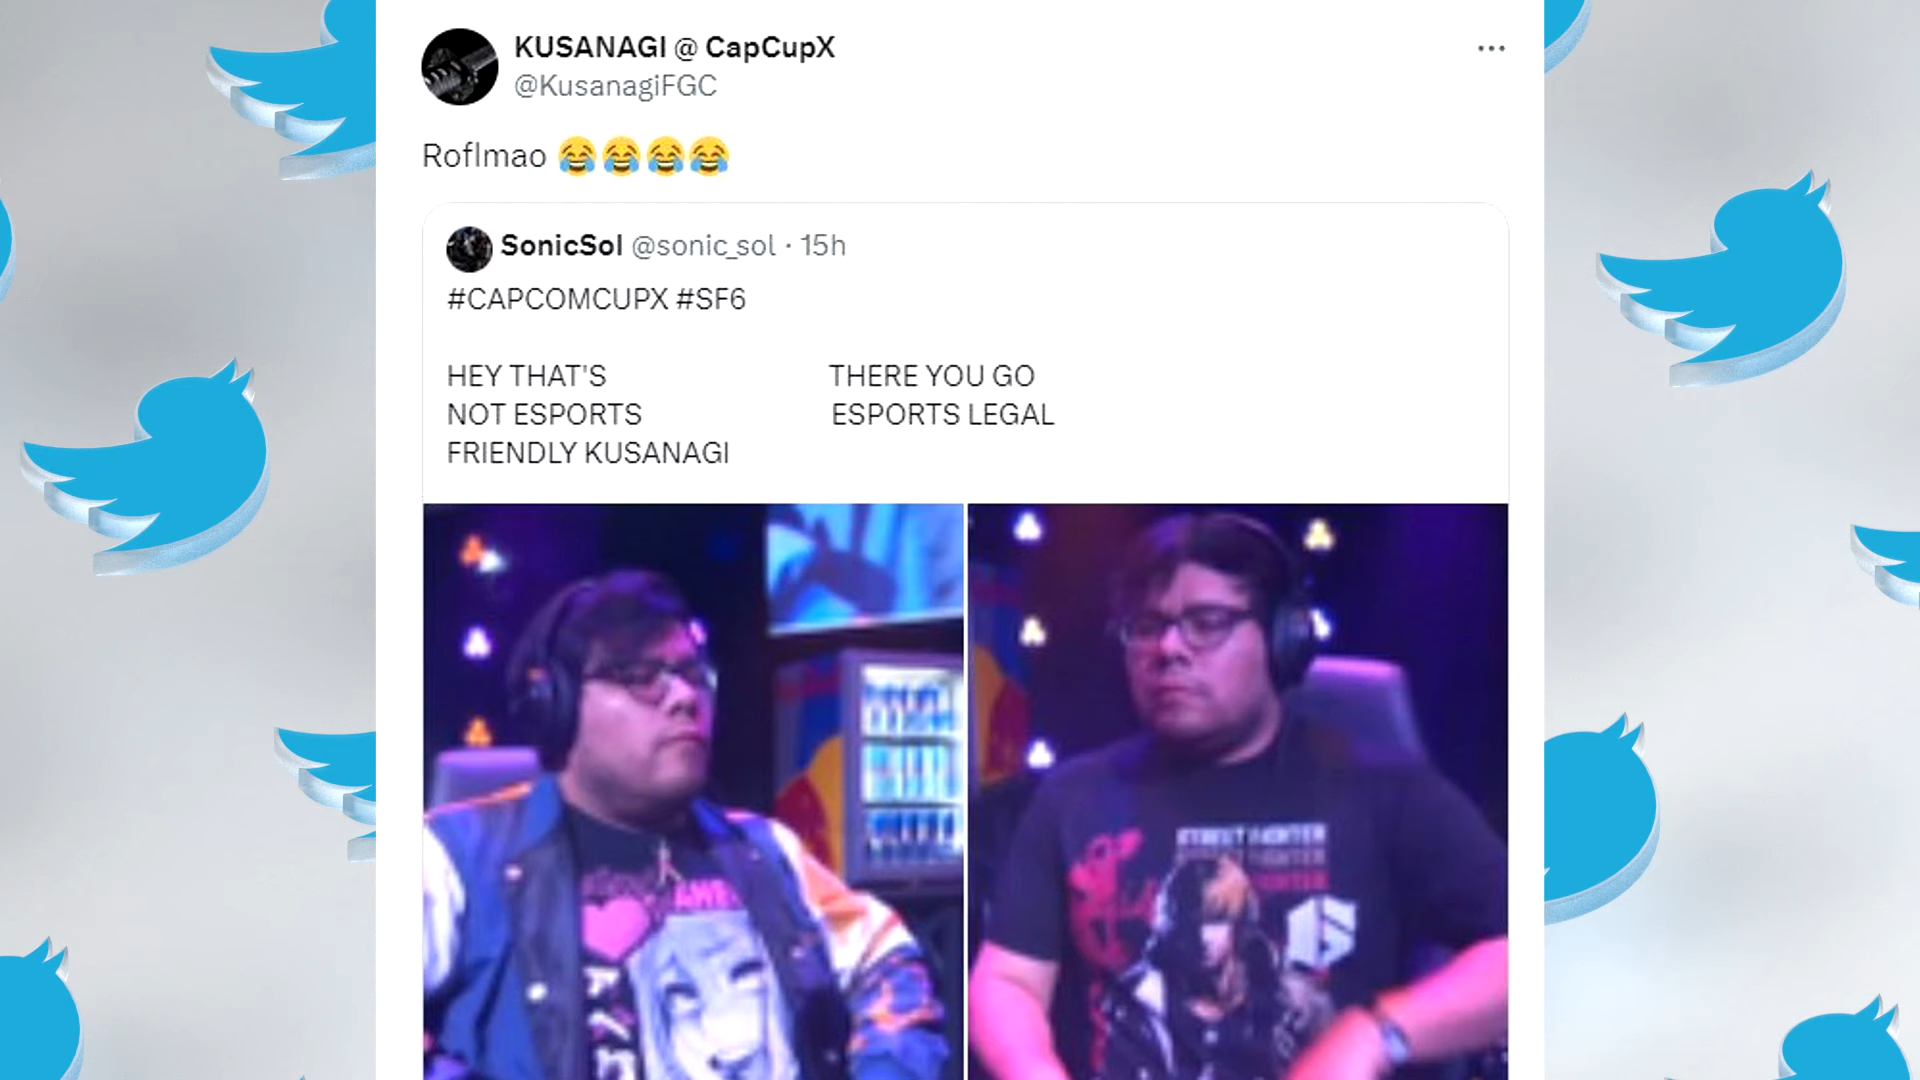 KUSANAGI @ CapCupX
@KusanagiFGC
Roflmao 😂😂😂😂
SonicSol @sonic_sol · 15h
#CAPCOMCUPX #SF6
HEY THAT'S THERE YOU GO
NOT ESPORTS ESPORTS LEGAL
FRIENDLY KUSANAGI
STREET FIGHTER
6